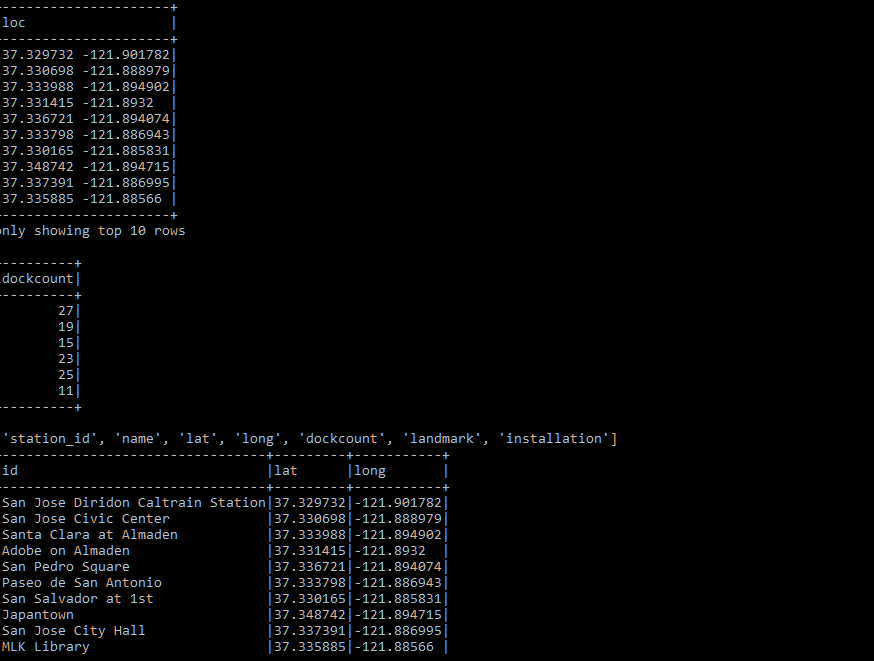 ----------------------+
loc                  |
----------------------+
37.329732 -121.901782|
37.330698 -121.888979|
37.333988 -121.894902|
37.331415 -121.8932  |
37.336721 -121.894074|
37.333798 -121.886943|
37.330165 -121.885831|
37.348742 -121.894715|
37.337391 -121.886995|
37.335885 -121.88566 |
----------------------+
only showing top 10 rows
----------+
dockcount|
----------+
       27|
       19|
       15|
       23|
       25|
       11|
----------+
'station_id', 'name', 'lat', 'long', 'dockcount', 'landmark', 'installation']
----------------------------------+---------+-----------+
id                               |lat      |long       |
----------------------------------+---------+-----------+
San Jose Diridon Caltrain Station|37.329732|-121.901782|
San Jose Civic Center            |37.330698|-121.888979|
Santa Clara at Almaden           |37.333988|-121.894902|
Adobe on Almaden                 |37.331415|-121.8932  |
San Pedro Square                 |37.336721|-121.894074|
Paseo de San Antonio             |37.333798|-121.886943|
San Salvador at 1st              |37.330165|-121.885831|
Japantown                        |37.348742|-121.894715|
San Jose City Hall               |37.337391|-121.886995|
MLK Library                      |37.335885|-121.88566 |